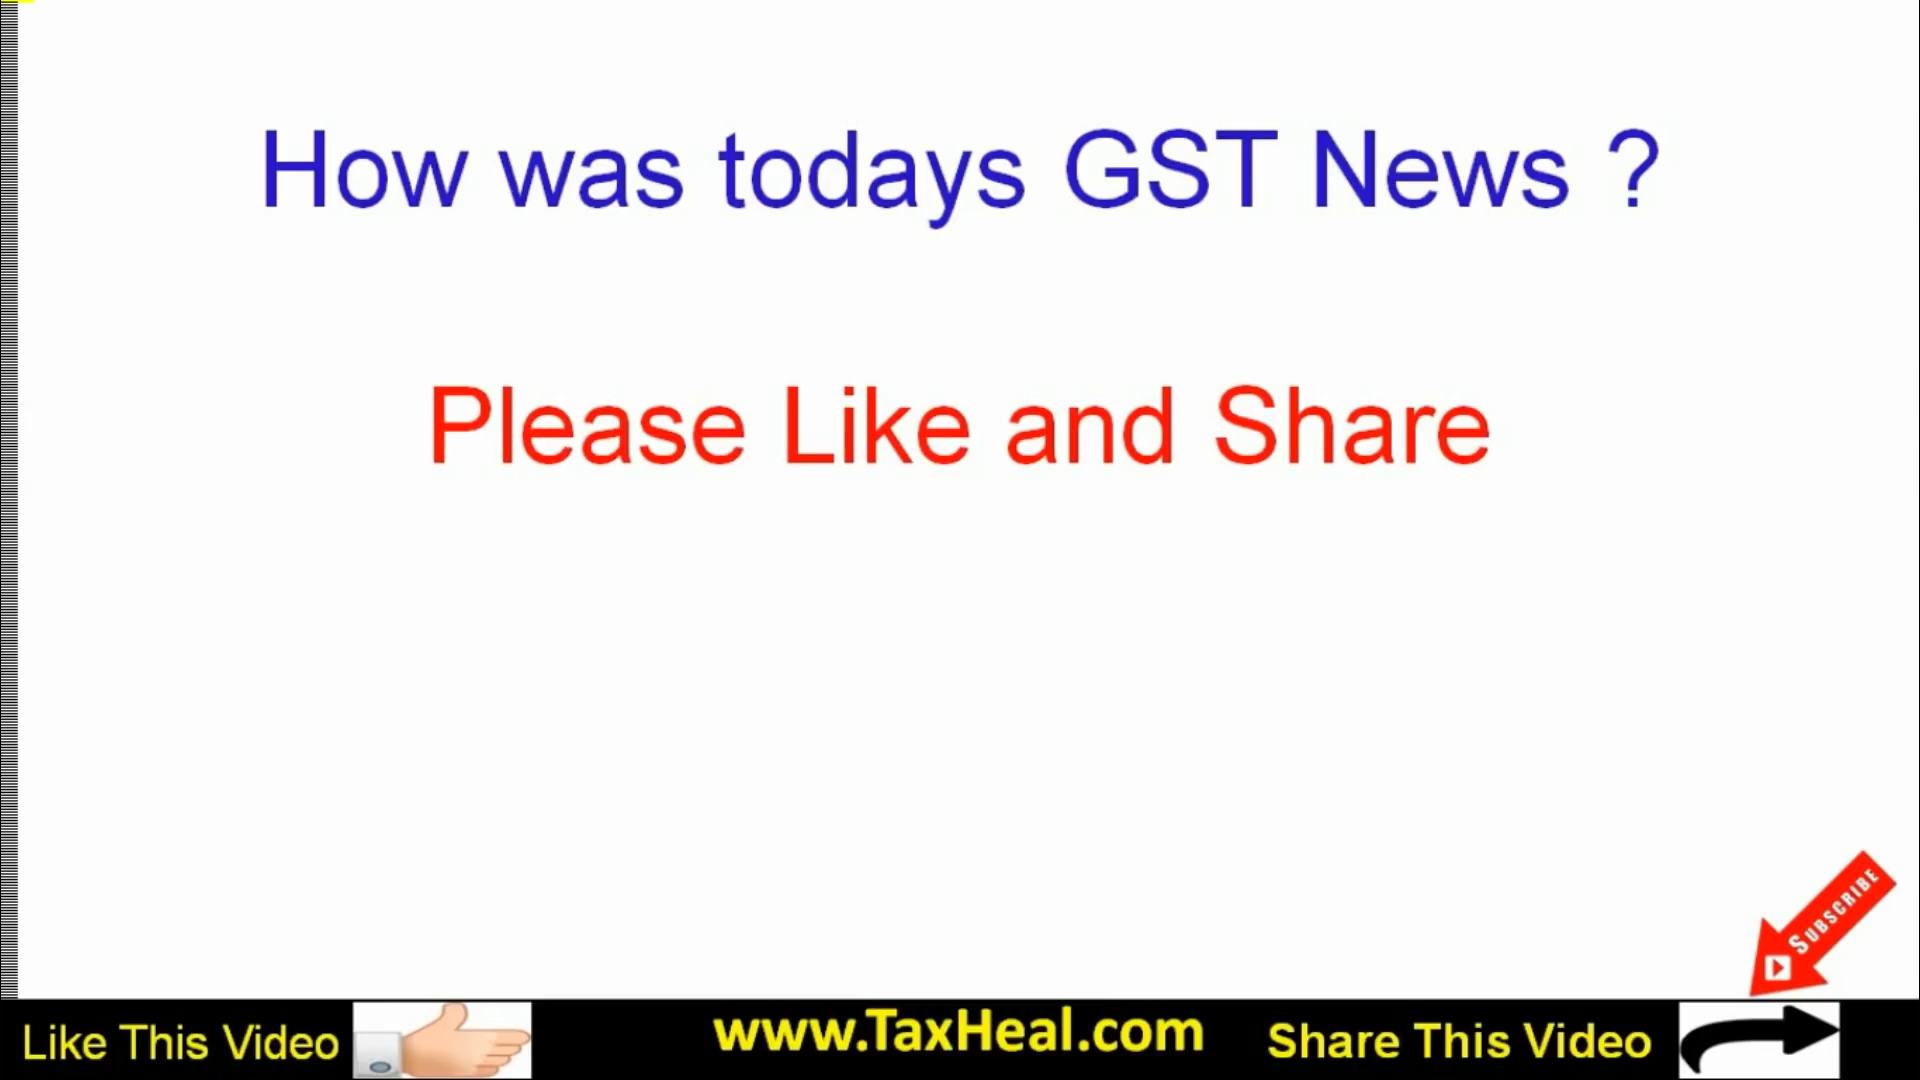 How was todays GST News ?
Please Like and Share
SUBSCRIBE
Like This Video
www.TaxHeal.com
Share This Video